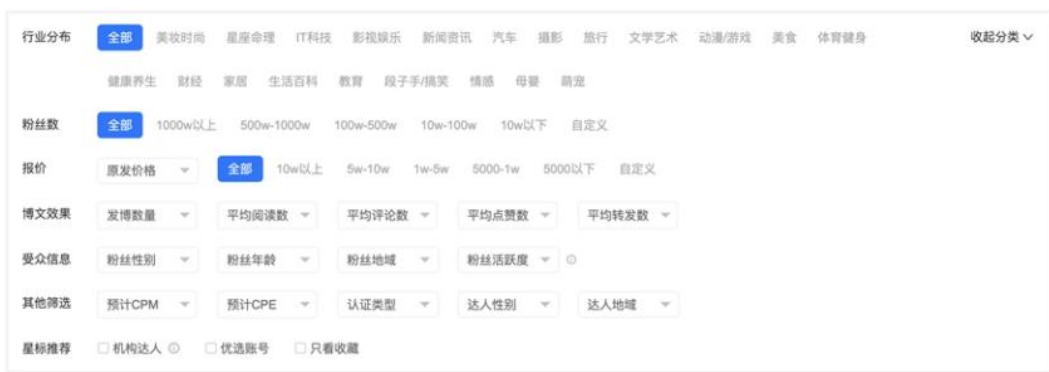 行业分布 全部 美妆时尚 星座命理 IT科技 影视娱乐 新闻资讯 汽车 摄影 旅行 文学艺术 动漫/游戏 美食 体育健身 收起分类
健康养生 财经 家居 生活百科 教育 段子手/搞笑 情感 母婴 萌宠
粉丝数 全部 1000w以上 500w-1000w 100w-500w 10w-100w 10w以下 自定义
报价 原发价格 全部 10w以上 5w-10w 1w-5w 5000-1w 5000以下 自定义
博文效果 发博数量 平均阅读数 平均评论数 平均点赞数 平均转发数
受众信息 粉丝性别 粉丝年龄 粉丝地域 粉丝活跃度
其他筛选 预计CPM 预计CPE 认证类型 达人性别 达人地域
星标推荐 机构达人 优选账号 只看收藏